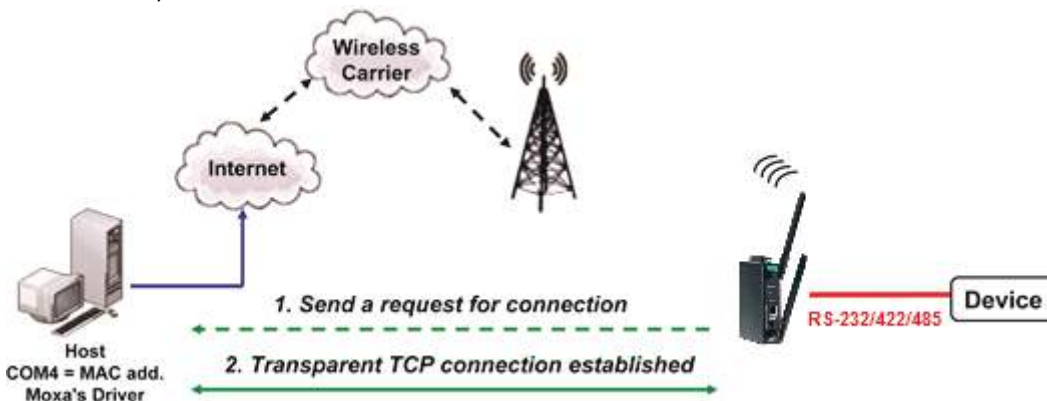 Wireless
Carrier
Internet
1. Send a request for connection
RS-232/422/485
Device
Host
COM4 = MAC add.
Moxa's Driver
2. Transparent TCP connection established